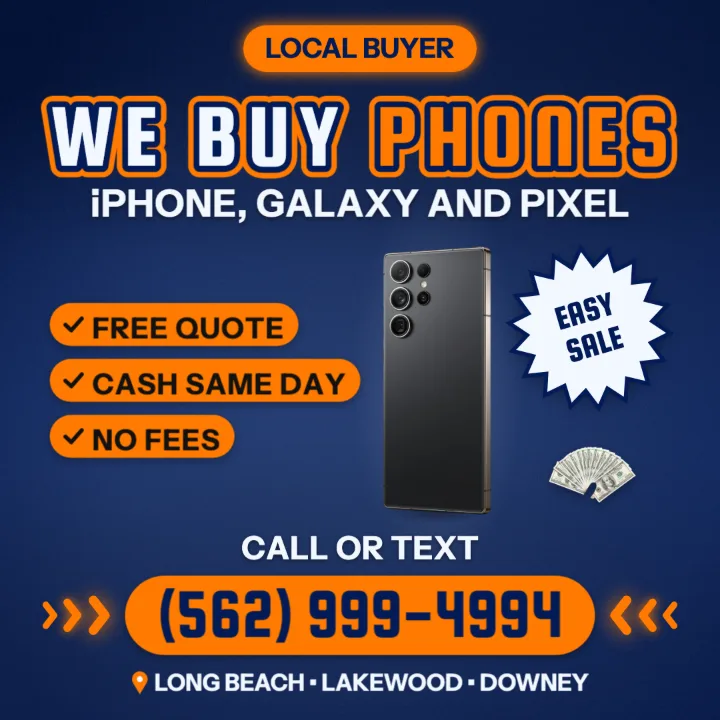 LOCAL BUYER
WE BUY PHONES
iPHONE, GALAXY AND PIXEL
EASY
SALE
FREE QUOTE
CASH SAME DAY
NO FEES
CALL OR TEXT
(562) 999-4994
LONG BEACH ▪ LAKEWOOD ▪ DOWNEY